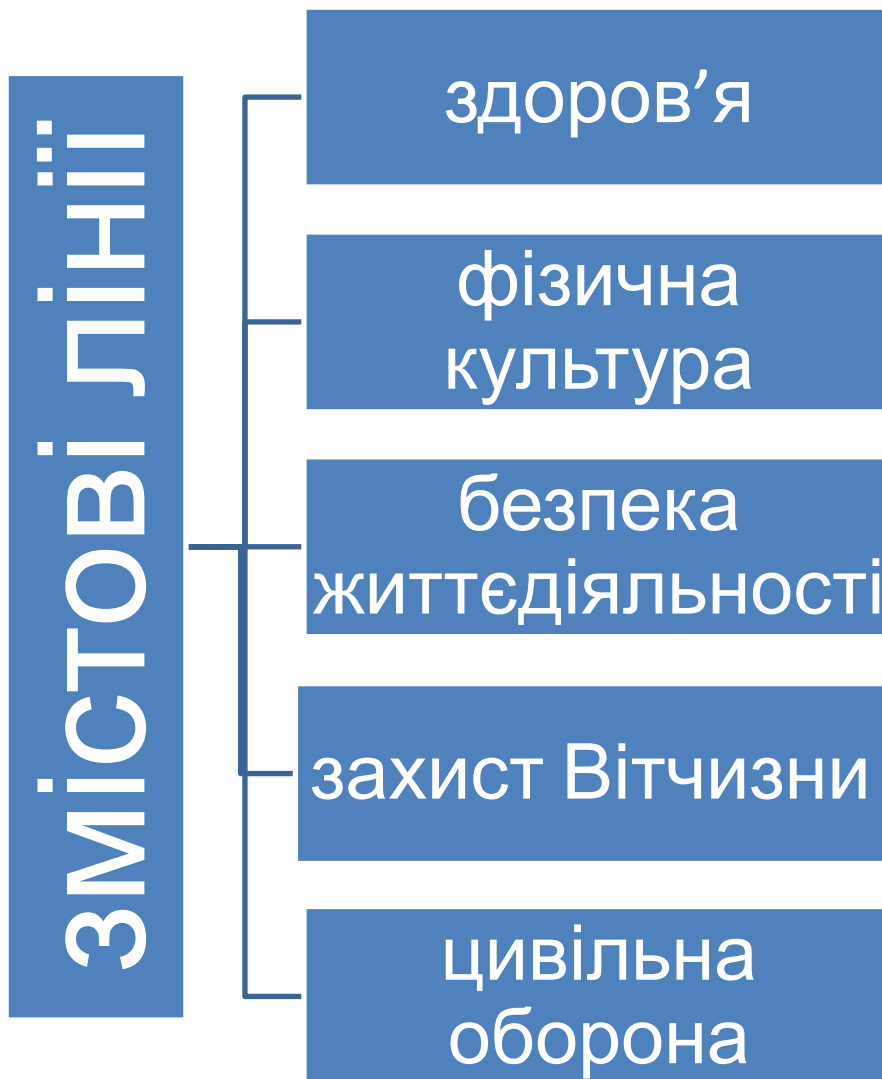 ЗМІСТОВІ ЛІНІЇ
здоров’я
фізична
культура
безпека
життєдіяльності
захист Вітчизни
цивільна
оборона